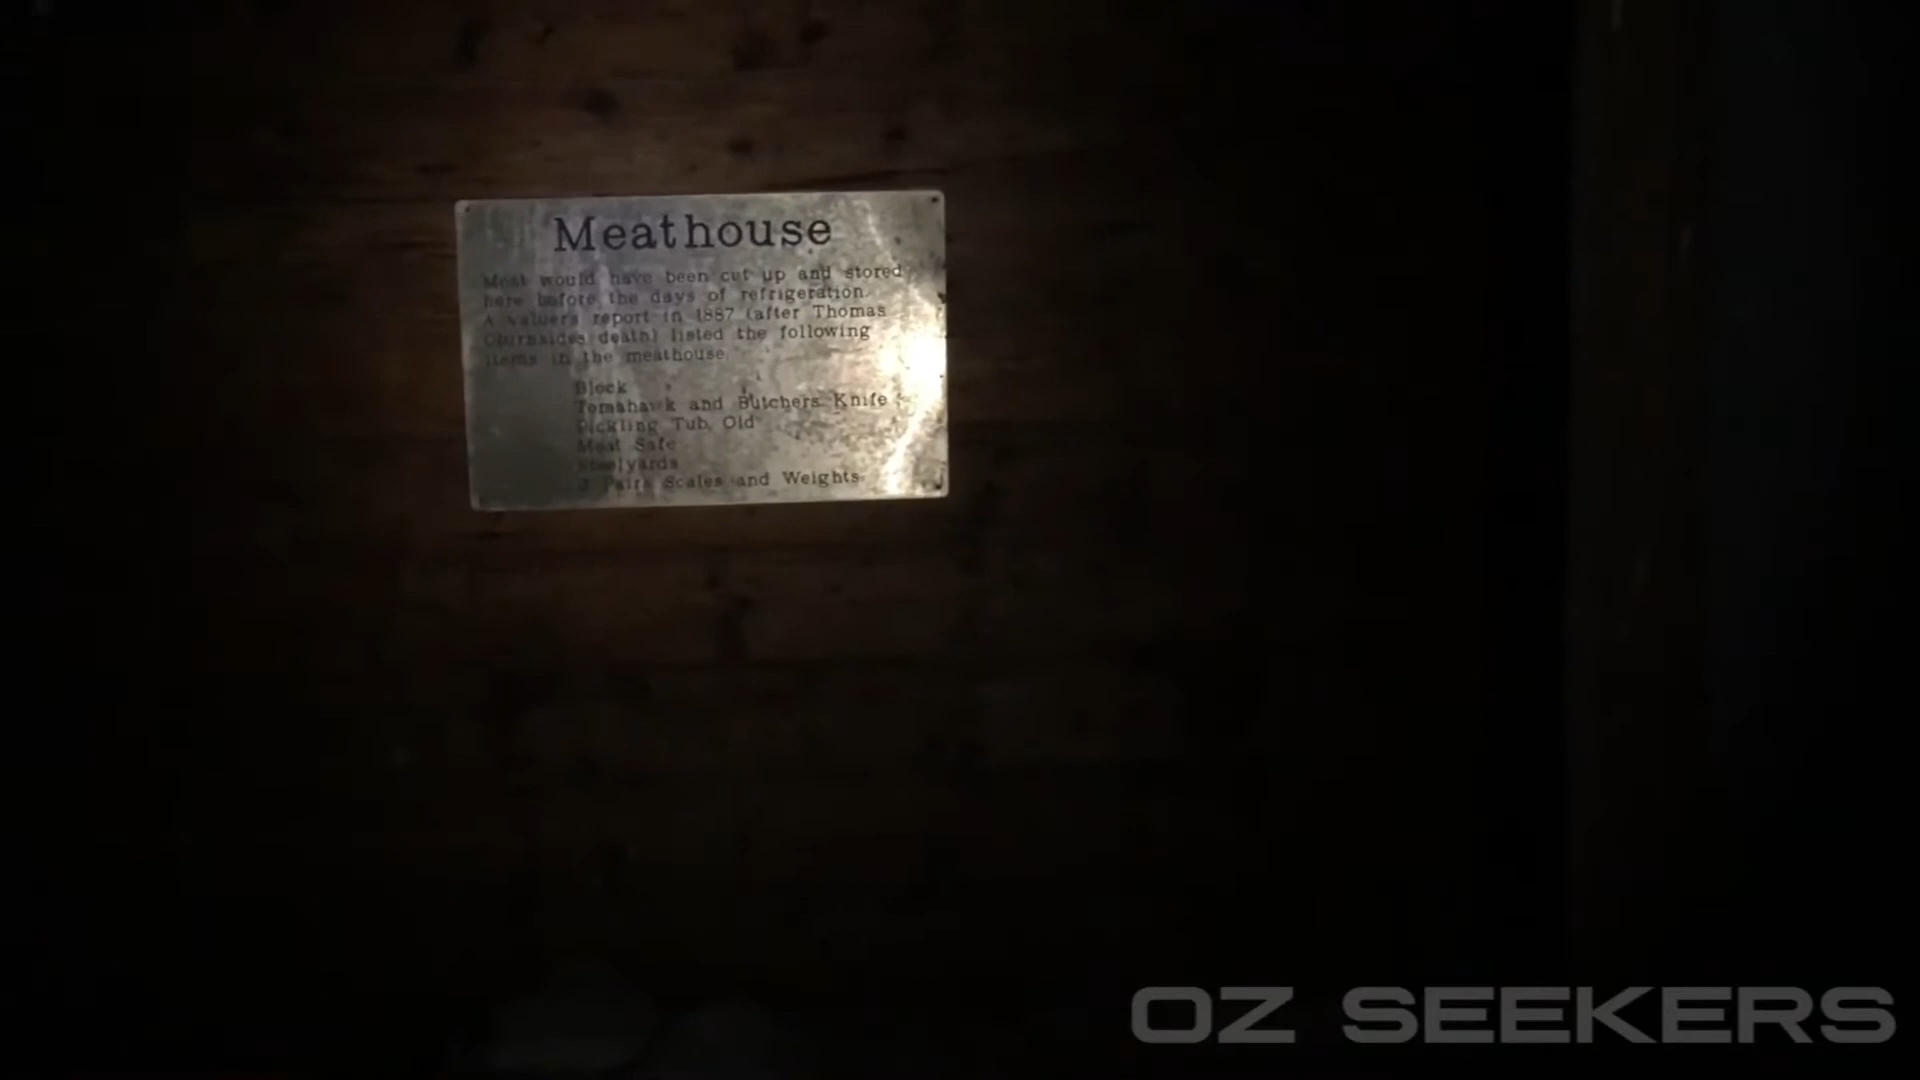 Meathouse
Meat would have been cut up and stored
here before the days of refrigeration.
A valuers report in 1887 (after Thomas
Chirnsides death) listed the following
items in the meathouse
Block
Tomahawk and Butchers Knife
Pickling Tub, Old
Meat Safe
Steelyards
Pairs Scales and Weights
OZ SEEKERS